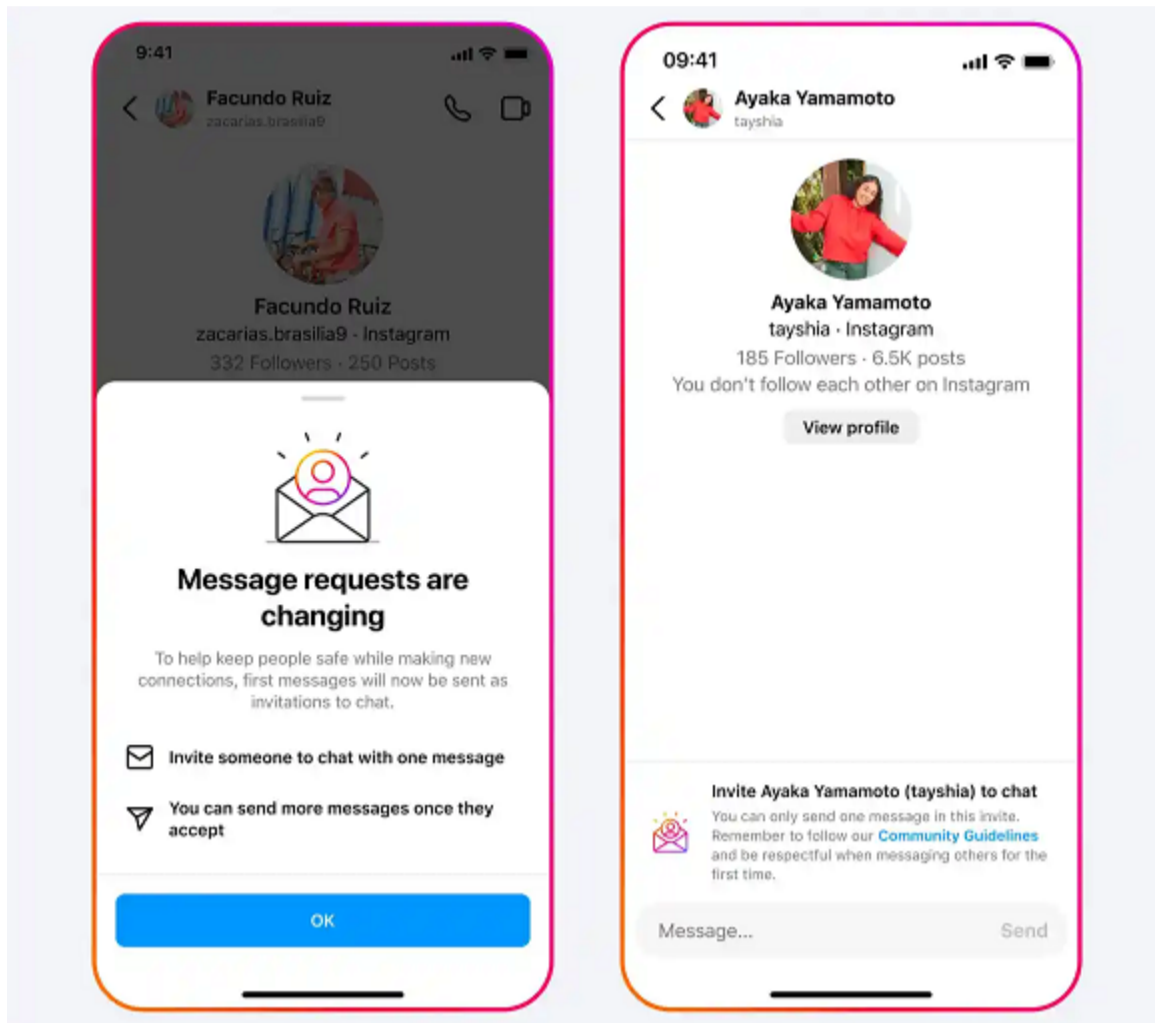 9:41
Facundo Ruiz
zacarias.brasilia9
Facundo Ruiz
zacarias.brasilia9 · Instagram
332 Followers · 250 Posts
Message requests are
changing
To help keep people safe while making new
connections, first messages will now be sent as
invitations to chat.
Invite someone to chat with one message
You can send more messages once they
accept
OK
09:41
Ayaka Yamamoto
tayshia
Ayaka Yamamoto
tayshia · Instagram
185 Followers · 6.5K posts
You don't follow each other on Instagram
View profile
Invite Ayaka Yamamoto (tayshia) to chat
You can only send one message in this invite.
Remember to follow our Community Guidelines
and be respectful when messaging others for the
first time.
Message...
Send